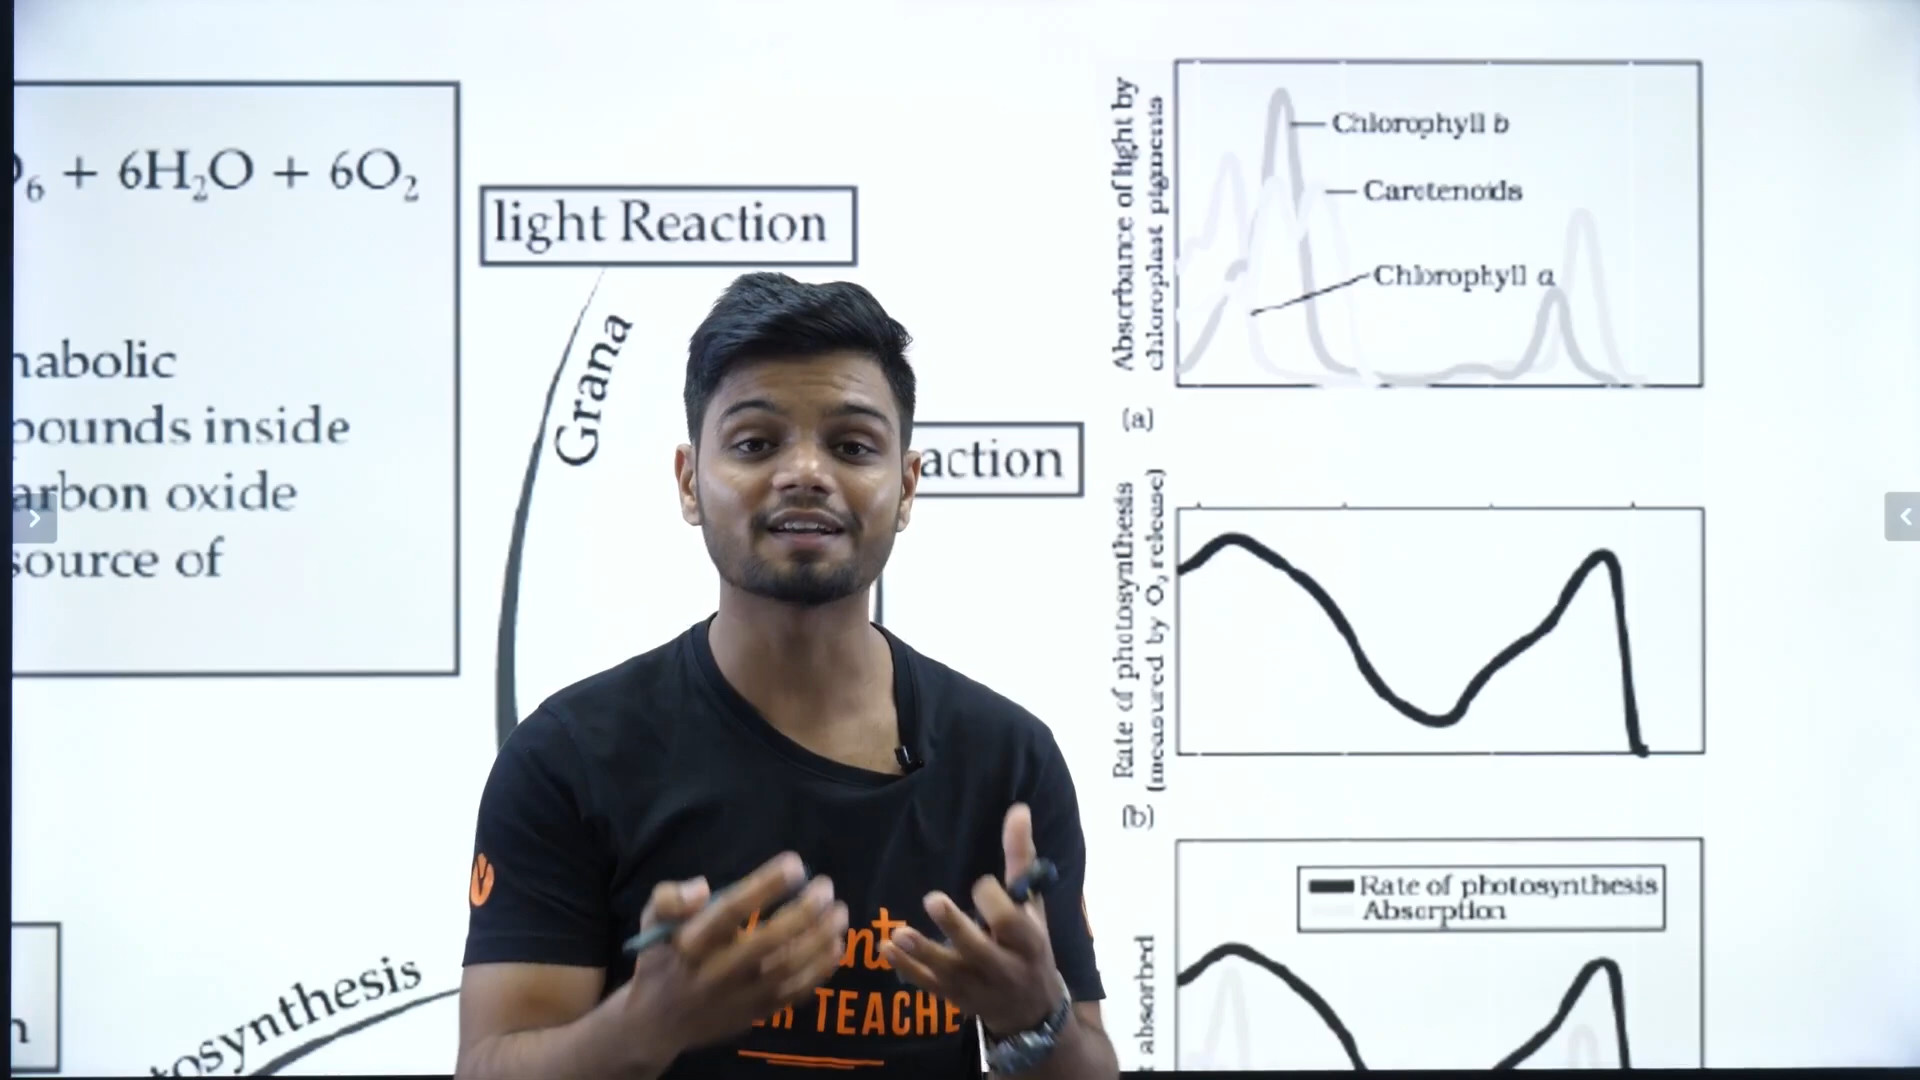 6 + 6H₂O + 6O₂
nabolic
pounds inside
arbon oxide
source of
light Reaction
Grana
action
tosynthesis
Absorbance of light by
chloroplast pigments
Chlorophyll b
Carotenoids
Chlorophyll a
(a)
Rate of photosynthesis
(measured by O₂ release)
(b)
Rate of photosynthesis
Absorption
absorbed
TEACHE